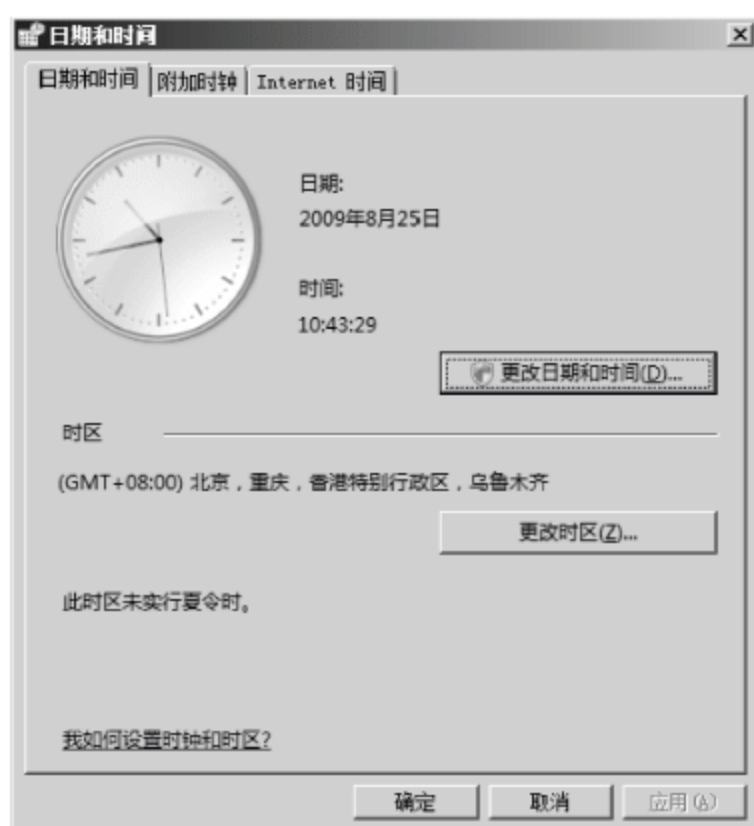 日期和时间
日期和时间 附加时钟 Internet 时间
日期:
2009年8月25日
时间:
10:43:29
更改日期和时间(D)...
时区
(GMT+08:00) 北京，重庆，香港特别行政区，乌鲁木齐
更改时区(Z)...
此时区未实行夏令时。
我如何设置时钟和时区?
确定 取消 应用(A)